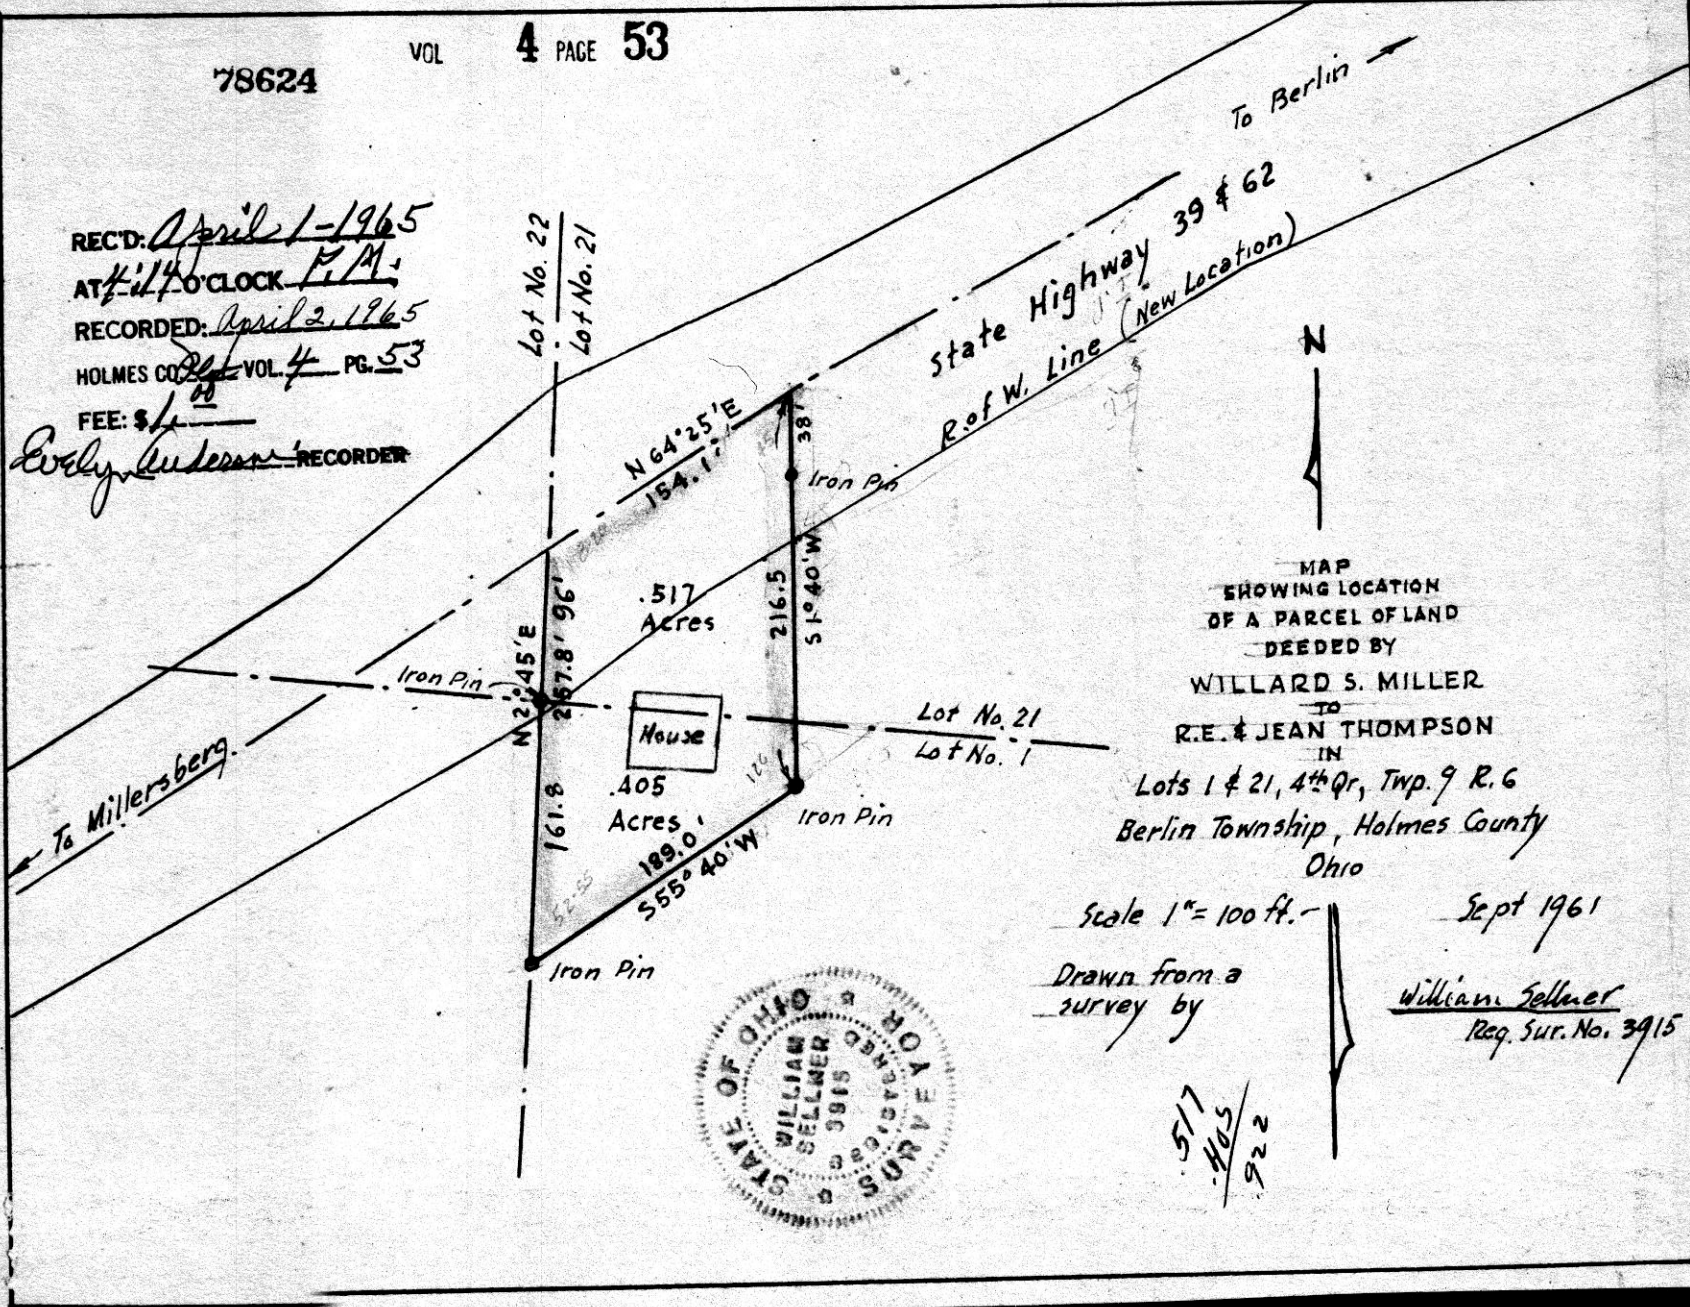 VOL 4 PAGE 53
78624
REC'D: April 1-1965
AT 4:14 O'CLOCK P.M.
RECORDED: April 2, 1965
HOLMES CO. Plat VOL. 4 PG. 53
FEE: $1.00
Evelyn Anderson RECORDER
Lot No. 22
Lot No. 21
To Berlin
State Highway 39 & 62
R. of W. Line (New Location)
N
N 64° 25' E
154.1'
38'
Iron Pin
216.5'
S 1° 40' W
.517
Acres
N 2° 45' E
257.8' 96'
Iron Pin
House
Lot No. 21
Lot No. 1
To Millersberg
.405
Acres
161.8
189.0'
S 55° 40' W
Iron Pin
Iron Pin
126
52-55
MAP
SHOWING LOCATION
OF A PARCEL OF LAND
DEEDED BY
WILLARD S. MILLER
TO
R.E. & JEAN THOMPSON
IN
Lots 1 & 21, 4th Qr, Twp. 9 R. 6
Berlin Township, Holmes County
Ohio
Scale 1" = 100 ft.
Sept 1961
Drawn from a
survey by
William Sellner
Reg. Sur. No. 3915
STATE OF OHIO
WILLIAM
SELLNER
3915
REGISTERED
SURVEYOR
.517
.405
.922